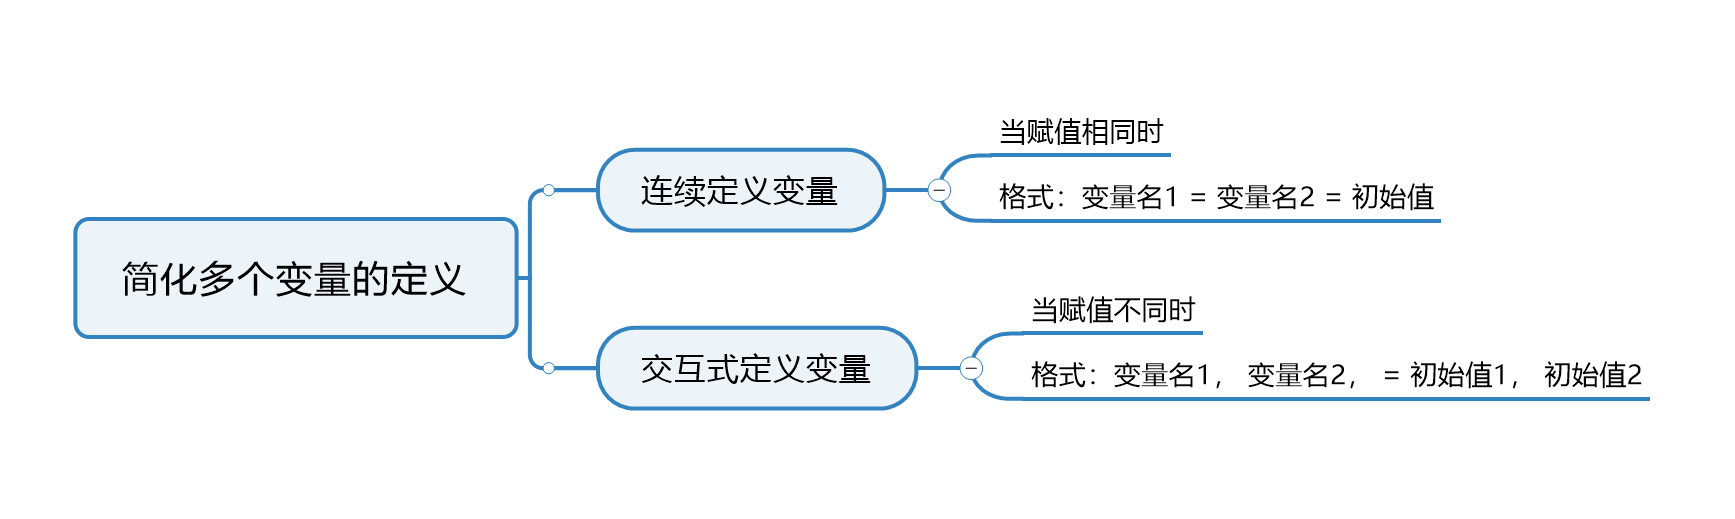 简化多个变量的定义
连续定义变量
当赋值相同时
格式：变量名1 = 变量名2 = 初始值
交互式定义变量
当赋值不同时
格式：变量名1， 变量名2， = 初始值1， 初始值2